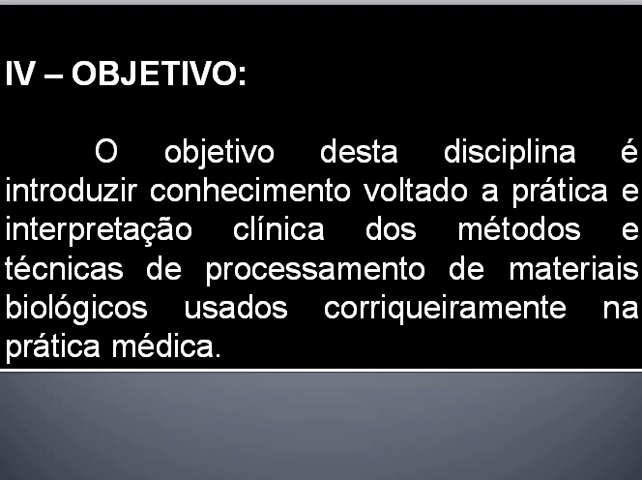 IV – OBJETIVO:
O objetivo desta disciplina é
introduzir conhecimento voltado a prática e
interpretação clínica dos métodos e
técnicas de processamento de materiais
biológicos usados corriqueiramente na
prática médica.